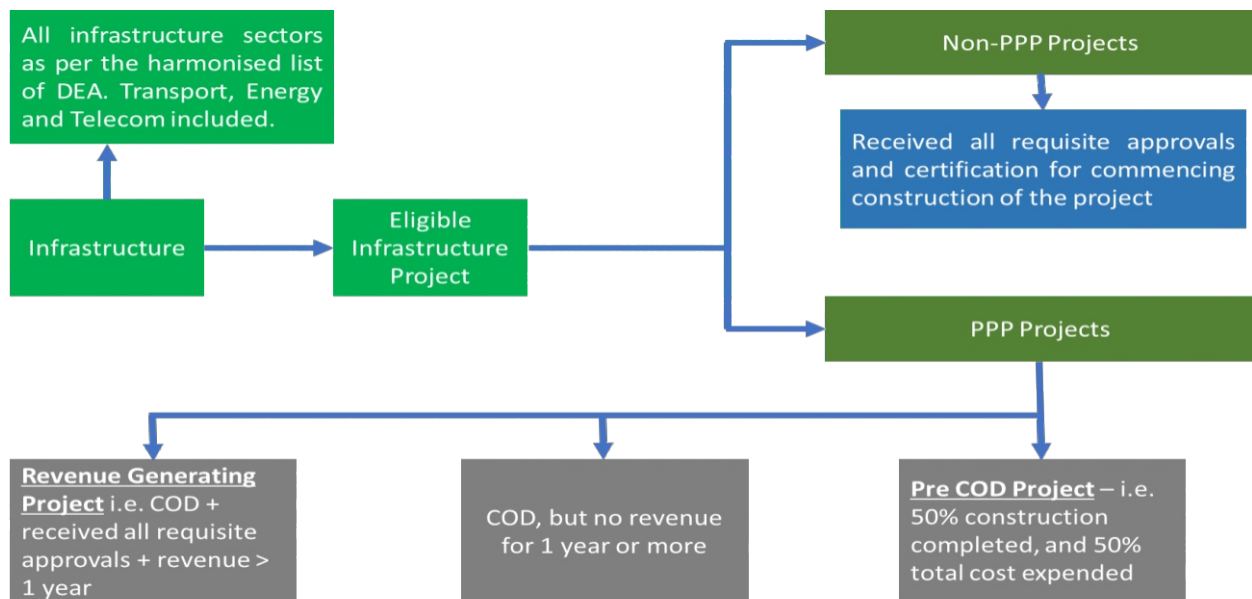 All infrastructure sectors
as per the harmonised list
of DEA. Transport, Energy
and Telecom included.
Non-PPP Projects
Received all requisite approvals
and certification for commencing
construction of the project
Infrastructure
Eligible
Infrastructure
Project
PPP Projects
Revenue Generating
Project i.e. COD +
received all requisite
approvals + revenue >
1 year
COD, but no revenue
for 1 year or more
Pre COD Project – i.e.
50% construction
completed, and 50%
total cost expended